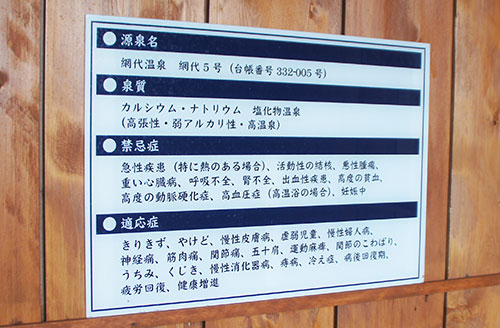 ●源泉名
網代温泉 網代5号(台帳番号332-005号)
●泉質
カルシウム・ナトリウム 塩化物温泉
(高張性・弱アルカリ性・高温泉)
●禁忌症
急性疾患(特に熱のある場合)、活動性の結核、悪性腫瘍、
重い心臓病、呼吸不全、腎不全、出血性疾患、高度の貧血、
高度の動脈硬化症、高血圧症(高温浴の場合)、妊娠中
●適応症
きりきず、やけど、慢性皮膚病、虚弱児童、慢性婦人病、
神経痛、筋肉痛、関節痛、五十肩、運動麻痺、関節のこわばり、
うちみ、くじき、慢性消化器病、痔病、冷え症、病後回復期、
疲労回復、健康増進